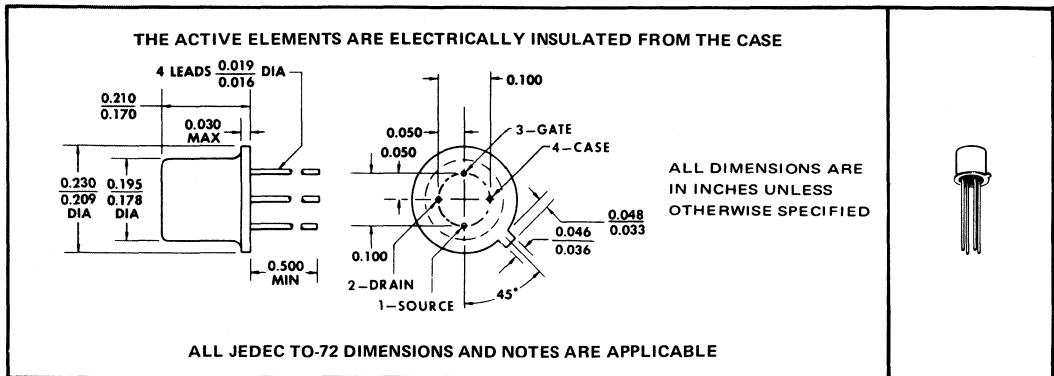 THE ACTIVE ELEMENTS ARE ELECTRICALLY INSULATED FROM THE CASE
4 LEADS 0.019 DIA
0.016
0.100
0.210
0.170
0.030
MAX
0.050
0.050
3–GATE
4–CASE
0.230
0.209
DIA
0.195
0.178
DIA
ALL DIMENSIONS ARE
IN INCHES UNLESS
OTHERWISE SPECIFIED
0.048
0.033
0.046
0.036
0.100
0.500
MIN
2–DRAIN
1–SOURCE
45°
ALL JEDEC TO-72 DIMENSIONS AND NOTES ARE APPLICABLE